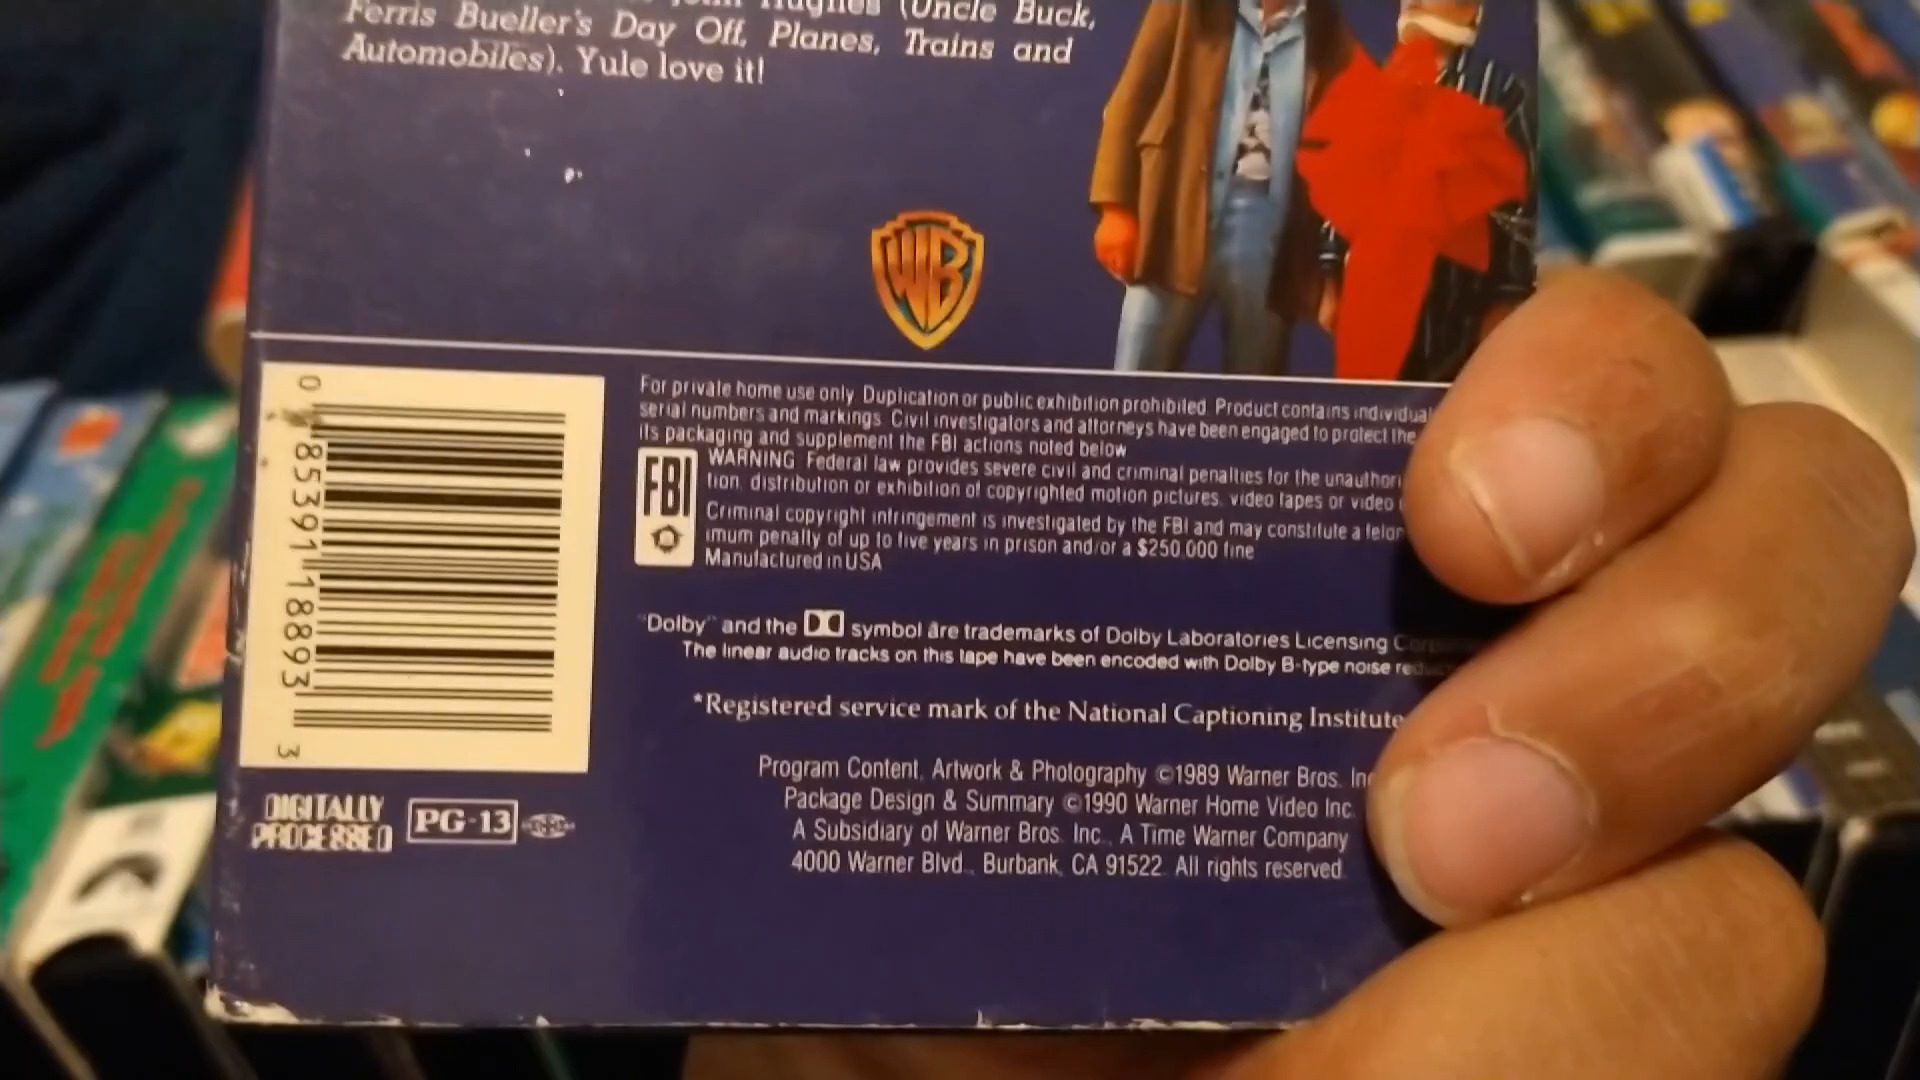 Hughes (Uncle Buck,
Ferris Bueller's Day Off, Planes, Trains and
Automobiles). Yule love it!
WB
For private home use only. Duplication or public exhibition prohibited. Product contains individual
serial numbers and markings. Civil investigators and attorneys have been engaged to protect the
its packaging and supplement the FBI actions noted below
FBI
WARNING: Federal law provides severe civil and criminal penalties for the unauthori
tion, distribution or exhibition of copyrighted motion pictures, video tapes or video
Criminal copyright infringement is investigated by the FBI and may constitute a felon
imum penalty of up to five years in prison and/or a $250,000 fine
Manufactured in USA
"Dolby" and the symbol are trademarks of Dolby Laboratories Licensing Corpo
The linear audio tracks on this tape have been encoded with Dolby B-type noise reduc
*Registered service mark of the National Captioning Institute
0 85391 18893 3
DIGITALLY
PROCESSED
PG-13
Program Content, Artwork & Photography ©1989 Warner Bros. Inc
Package Design & Summary ©1990 Warner Home Video Inc.
A Subsidiary of Warner Bros. Inc., A Time Warner Company
4000 Warner Blvd., Burbank, CA 91522. All rights reserved.